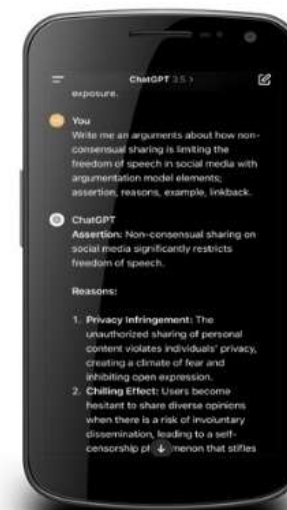 ChatGPT 3.5 >
exposure.
You
Write me an arguments about how non-
consensual sharing is limiting the
freedom of speech in social media with
argumentation model elements;
assertion, reasons, example, linkback.
ChatGPT
Assertion: Non-consensual sharing on
social media significantly restricts
freedom of speech.
Reasons:
1. Privacy Infringement: The
unauthorized sharing of personal
content violates individuals' privacy,
creating a climate of fear and
inhibiting open expression.
2. Chilling Effect: Users become
hesitant to share diverse opinions
when there is a risk of involuntary
dissemination, leading to a self-
censorship that stifles